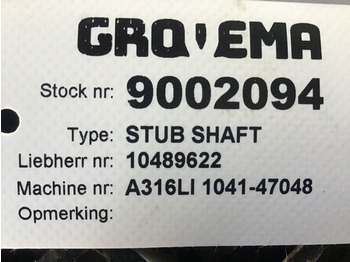 GRO'EMA
Stock nr: 9002094
Type: STUB SHAFT
Liebherr nr: 10489622
Machine nr: A316LI 1041-47048
Opmerking: